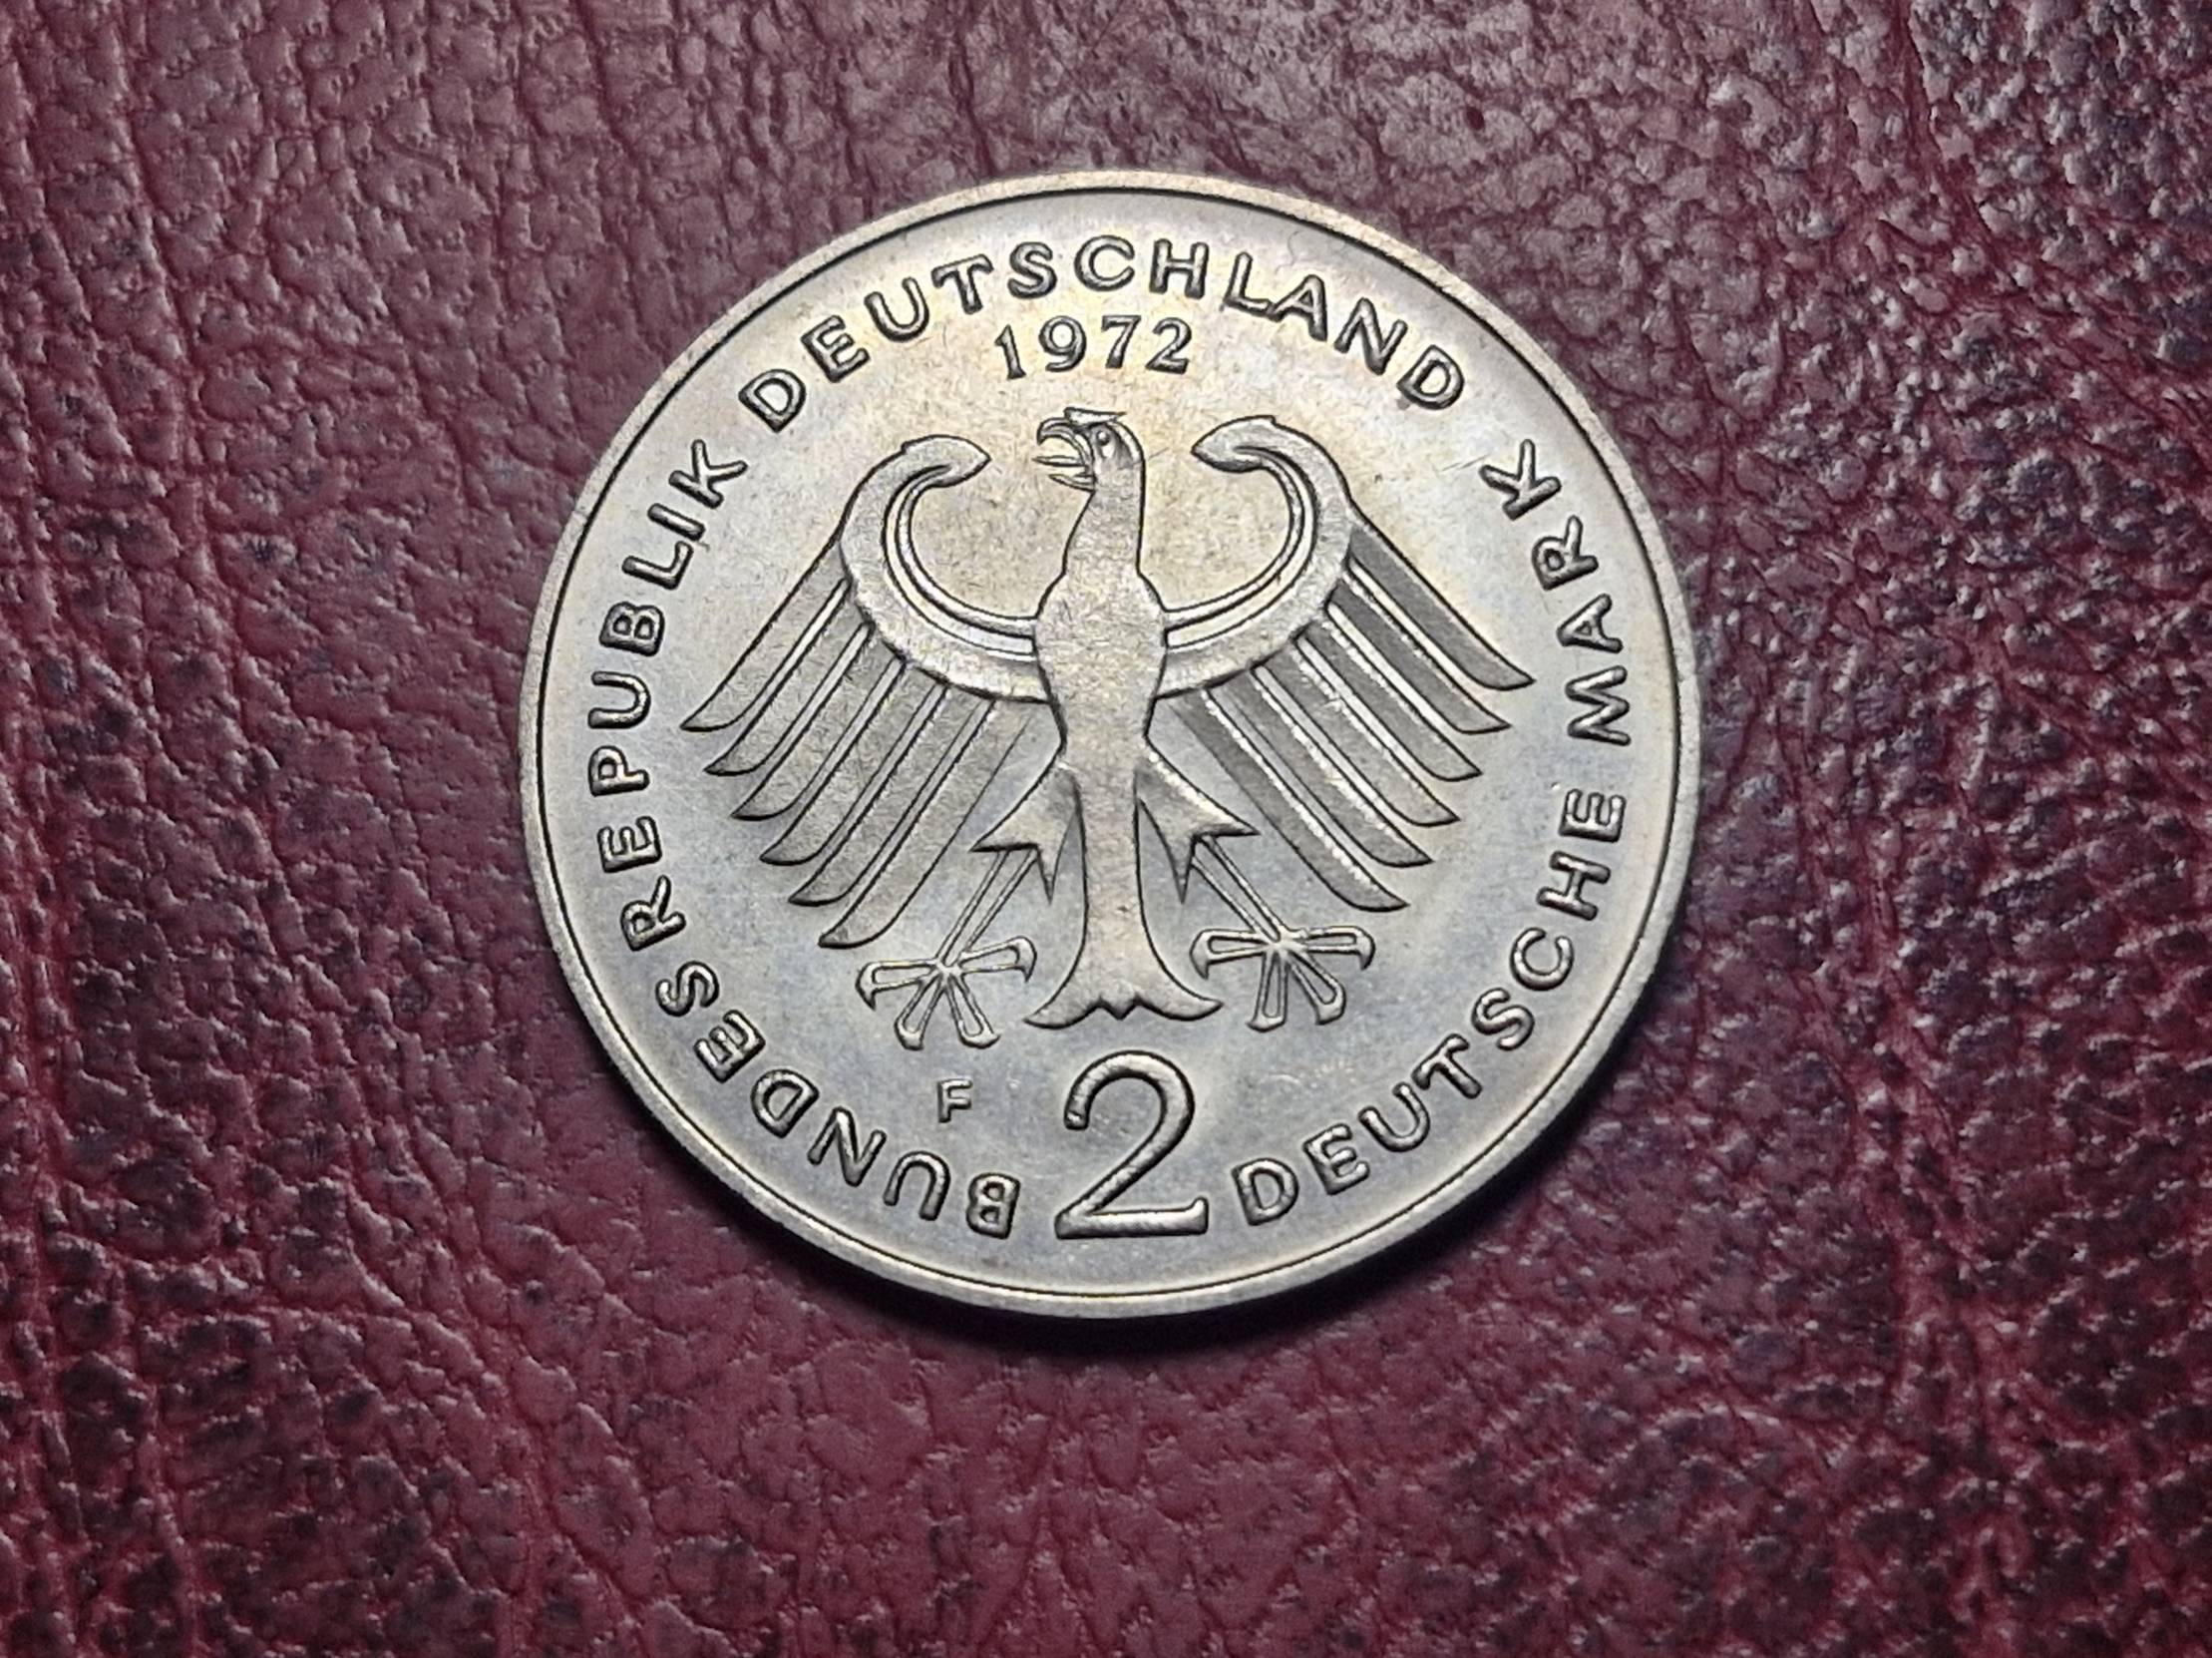 BUNDESREPUBLIK DEUTSCHLAND
1972
F
2 DEUTSCHE MARK